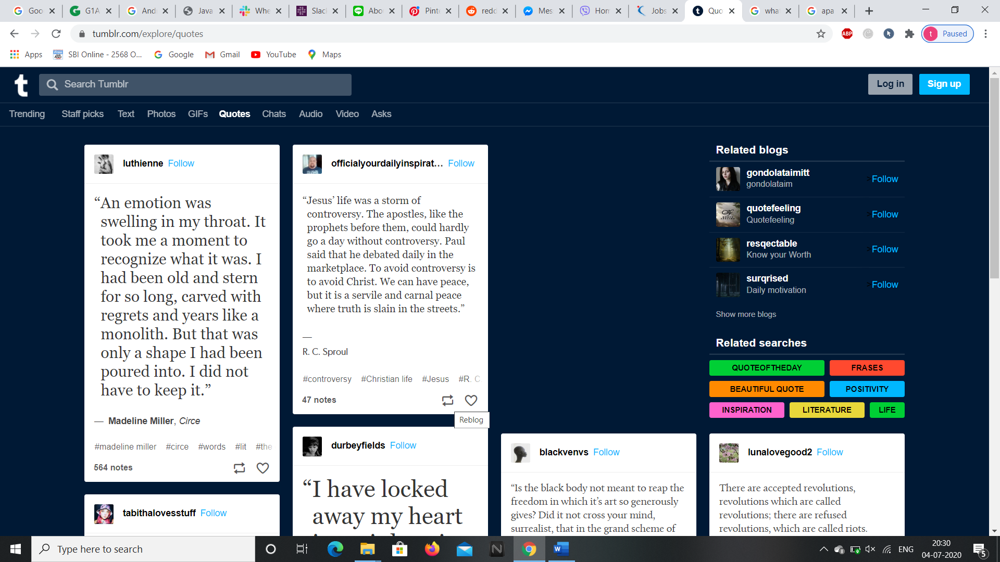 Goo
G1A
And
Java
Whe
Slac
Abo
Pint
redd
Mes
Hon
Jobs
Quo
wha
apa
tumblr.com/explore/quotes
ABP
t Paused
Apps
SBI Online - 2568 O...
Google
Gmail
YouTube
Maps
t
Search Tumblr
Log in
Sign up
Trending Staff picks Text Photos GIFs Quotes Chats Audio Video Asks
luthienne Follow
“An emotion was
swelling in my throat. It
took me a moment to
recognize what it was. I
had been old and stern
for so long, carved with
regrets and years like a
monolith. But that was
only a shape I had been
poured into. I did not
have to keep it.”
— Madeline Miller, Circe
#madeline miller #circe #words #lit #the
564 notes
tabithalovesstuff Follow
officialyourdailyinspirat... Follow
“Jesus’ life was a storm of
controversy. The apostles, like the
prophets before them, could hardly
go a day without controversy. Paul
said that he debated daily in the
marketplace. To avoid controversy is
to avoid Christ. We can have peace,
but it is a servile and carnal peace
where truth is slain in the streets.”
—
R. C. Sproul
#controversy #Christian life #Jesus #R. C
47 notes
Reblog
durbeyfields Follow
“I have locked
away my heart
blackvenvs Follow
“Is the black body not meant to reap the
freedom in which it’s art so generously
gives? Did it not cross your mind,
surrealist, that in the grand scheme of
Related blogs
gondolataimitt
gondolataim
Follow
quotefeeling
Quotefeeling
Follow
resqectable
Know your Worth
Follow
surqrised
Daily motivation
Follow
Show more blogs
Related searches
QUOTEOFTHEDAY FRASES
BEAUTIFUL QUOTE POSITIVITY
INSPIRATION LITERATURE LIFE
lunalovegood2 Follow
There are accepted revolutions,
revolutions which are called
revolutions; there are refused
revolutions, which are called riots.
Type here to search
ENG
20:30
04-07-2020
5